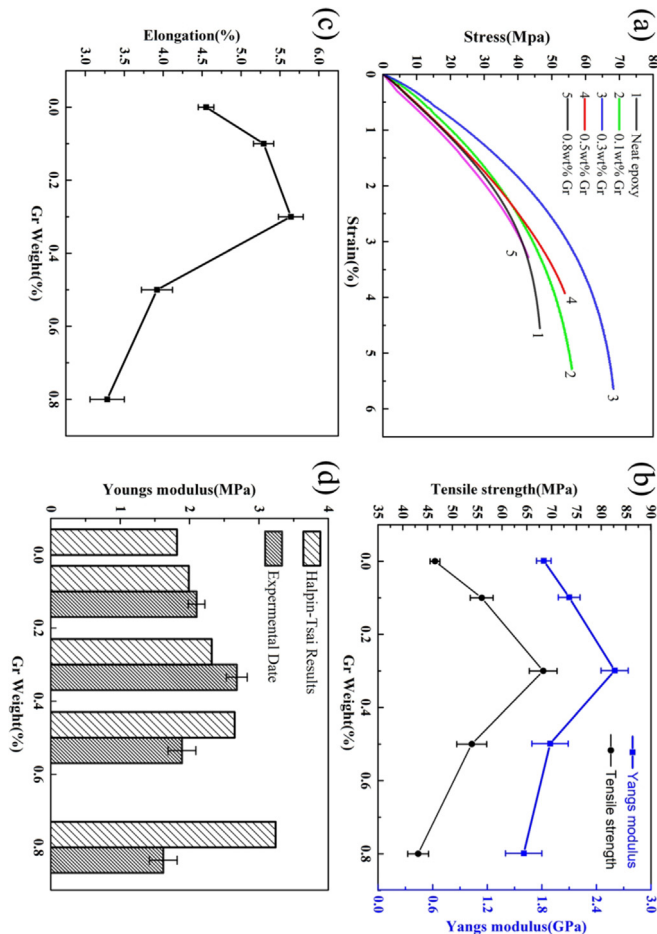 (a)
Stress(Mpa)
80
70
60
50
40
30
20
10
0
1 Neat epoxy
2 0.1wt% Gr
3 0.3wt% Gr
4 0.5wt% Gr
5 0.8wt% Gr
1
2
3
4
5
0 1 2 3 4 5 6
Strain(%)
(b)
Tensile strength(MPa)
85
80
75
70
65
60
55
50
45
40
35
Yangs modulus
Tensile strength
3.0
2.4
1.8
1.2
0.6
0.0
Yangs modulus(GPa)
0.0 0.2 0.4 0.6 0.8
Gr Weight(%)
(c)
Elongation(%)
6.0
5.5
5.0
4.5
4.0
3.5
3.0
0.0 0.2 0.4 0.6 0.8
Gr Weight(%)
(d)
Youngs modulus(MPa)
4
3
2
1
0
Halpin-Tsai Results
Expermental Date
0.0 0.2 0.4 0.6 0.8
Gr Weight(%)